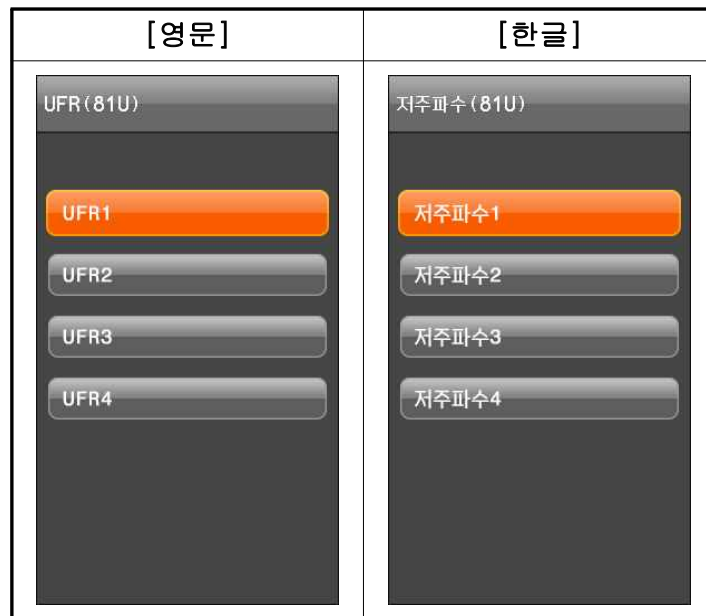 [영문]
[한글]
UFR(81U)
UFR1
UFR2
UFR3
UFR4
저주파수(81U)
저주파수1
저주파수2
저주파수3
저주파수4